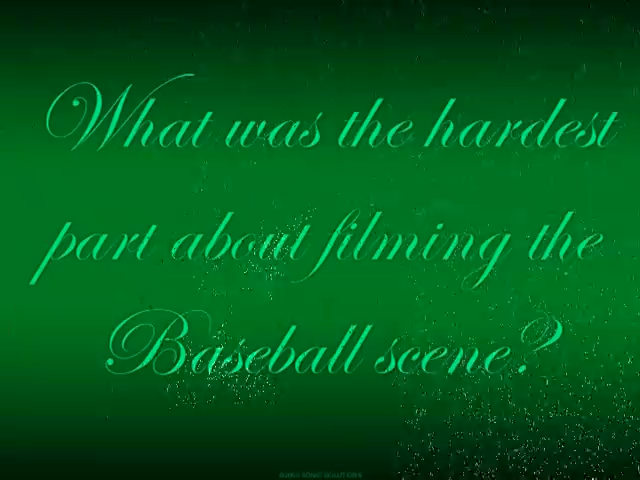 What was the hardest
part about filming the
Baseball scene?